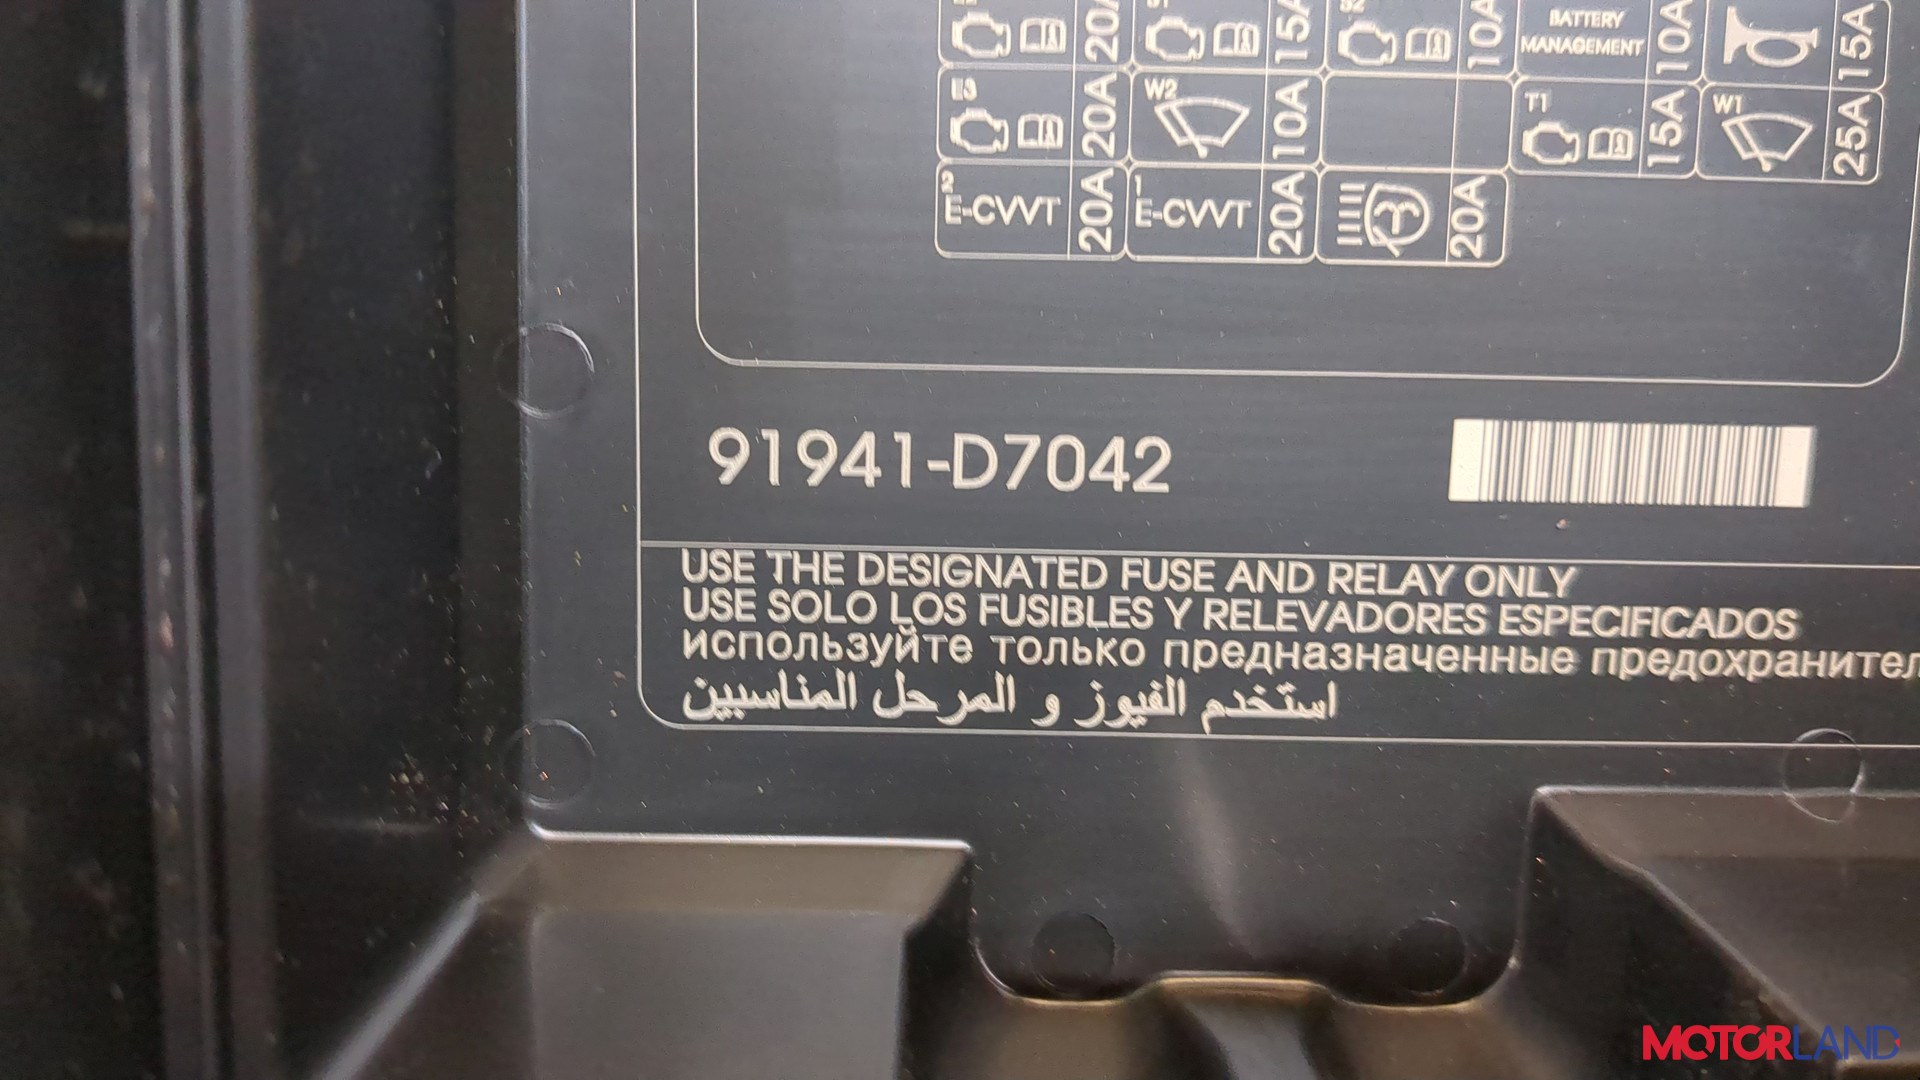 20A 15A 10A BATTERY MANAGEMENT 10A 15A
E3 20A W2 10A T1 15A W1 25A
2 E-CVVT 20A 1 E-CVVT 20A 20A
91941-D7042
USE THE DESIGNATED FUSE AND RELAY ONLY
USE SOLO LOS FUSIBLES Y RELEVADORES ESPECIFICADOS
используйте только предназначенные предохранител
استخدم الفيوز و المرحل المناسبين
MOTORLAND